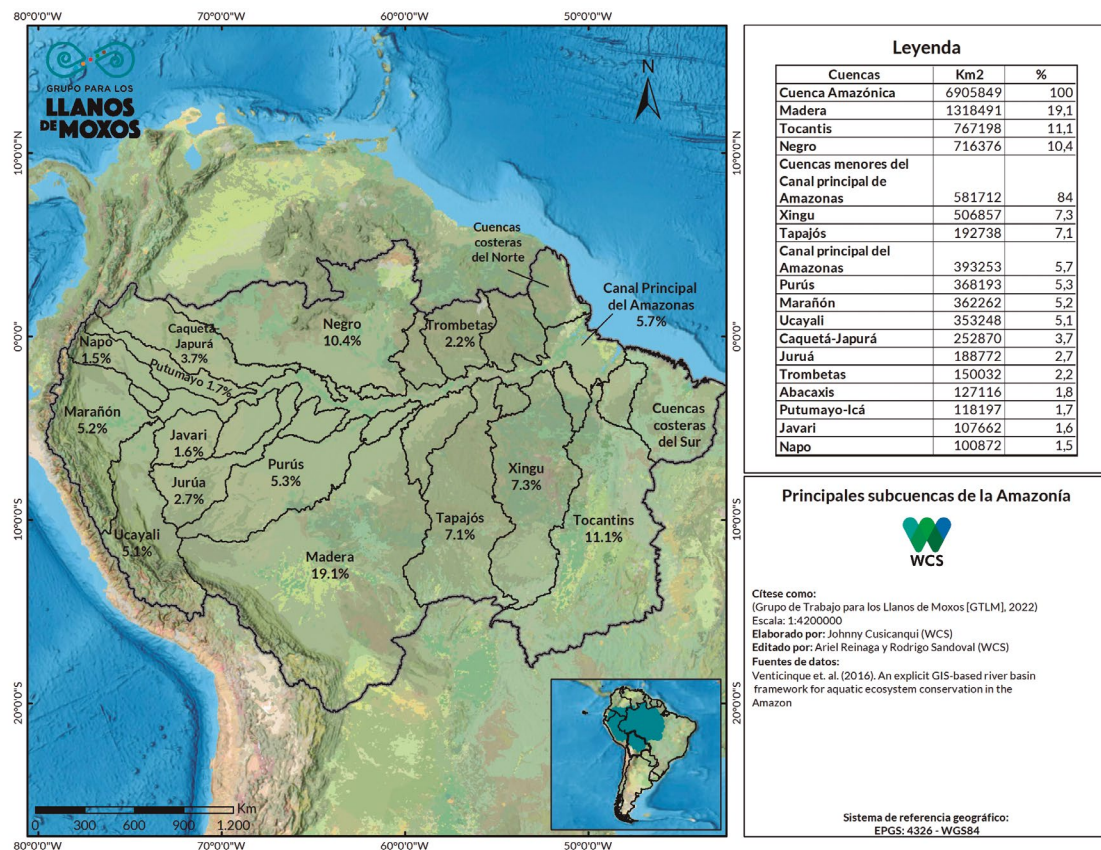 80°0'0"W 70°0'0"W 60°0'0"W 50°0'0"W
GRUPO PARA LOS
LLANOS
DE MOXOS
N
10°0'0"N
10°0'0"N
Cuencas
costeras
del Norte
Canal Principal
del Amazonas
5.7%
Negro
10.4%
Trombetas
2.2%
Caquetá-
Japurá
3.7%
Napo
1.5%
0°0'0"
0°0'0"
Putumayo 1.7%
Marañón
5.2%
Javari
1.6%
Cuencas
costeras
del Sur
Purús
5.3%
Xingu
7.3%
Jurúa
2.7%
Tapajós
7.1%
Tocantins
11.1%
10°0'0"S
10°0'0"S
Ucayali
5.1%
Madera
19.1%
20°0'0"S
20°0'0"S
Km
0 300 600 900 1.200
80°0'0"W 70°0'0"W 60°0'0"W 50°0'0"W
Leyenda
Cuencas Km2 %
Cuenca Amazónica 6905849 100
Madera 1318491 19,1
Tocantis 767198 11,1
Negro 716376 10,4
Cuencas menores del
Canal principal de
Amazonas 581712 84
Xingu 506857 7,3
Tapajós 192738 7,1
Canal principal del
Amazonas 393253 5,7
Purús 368193 5,3
Marañón 362262 5,2
Ucayali 353248 5,1
Caquetá-Japurá 252870 3,7
Juruá 188772 2,7
Trombetas 150032 2,2
Abacaxis 127116 1,8
Putumayo-Icá 118197 1,7
Javari 107662 1,6
Napo 100872 1,5
Principales subcuencas de la Amazonía
WCS
Cítese como:
(Grupo de Trabajo para los Llanos de Moxos [GTLM], 2022)
Escala: 1:4200000
Elaborado por: Johnny Cusicanqui (WCS)
Editado por: Ariel Reinaga y Rodrigo Sandoval (WCS)
Fuentes de datos:
Venticinque et. al. (2016). An explicit GIS-based river basin
framework for aquatic ecosystem conservation in the
Amazon
Sistema de referencia geográfico:
EPGS: 4326 - WGS84